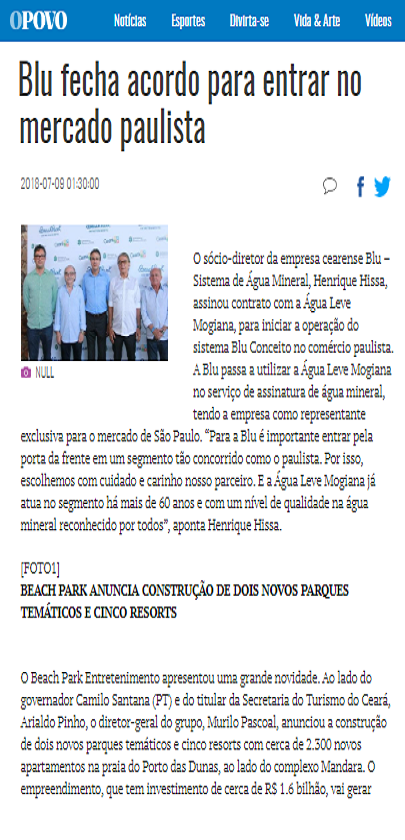 OPOVO Notícias Esportes Divirta-se Vida & Arte Vídeos
Blu fecha acordo para entrar no
mercado paulista
2018-07-09 01:30:00
NULL
O sócio-diretor da empresa cearense Blu –
Sistema de Água Mineral, Henrique Hissa,
assinou contrato com a Água Leve
Mogiana, para iniciar a operação do
sistema Blu Conceito no comércio paulista.
A Blu passa a utilizar a Água Leve Mogiana
no serviço de assinatura de água mineral,
tendo a empresa como representante
exclusiva para o mercado de São Paulo. “Para a Blu é importante entrar pela
porta da frente em um segmento tão concorrido como o paulista. Por isso,
escolhemos com cuidado e carinho nosso parceiro. E a Água Leve Mogiana já
atua no segmento há mais de 60 anos e com um nível de qualidade na água
mineral reconhecido por todos”, aponta Henrique Hissa.
[FOTO1]
BEACH PARK ANUNCIA CONSTRUÇÃO DE DOIS NOVOS PARQUES
TEMÁTICOS E CINCO RESORTS
O Beach Park Entretenimento apresentou uma grande novidade. Ao lado do
governador Camilo Santana (PT) e do titular da Secretaria do Turismo do Ceará,
Arialdo Pinho, o diretor-geral do grupo, Murilo Pascoal, anunciou a construção
de dois novos parques temáticos e cinco resorts com cerca de 2.300 novos
apartamentos na praia do Porto das Dunas, ao lado do complexo Mandara. O
empreendimento, que tem investimento de cerca de R$ 1.6 bilhão, vai gerar